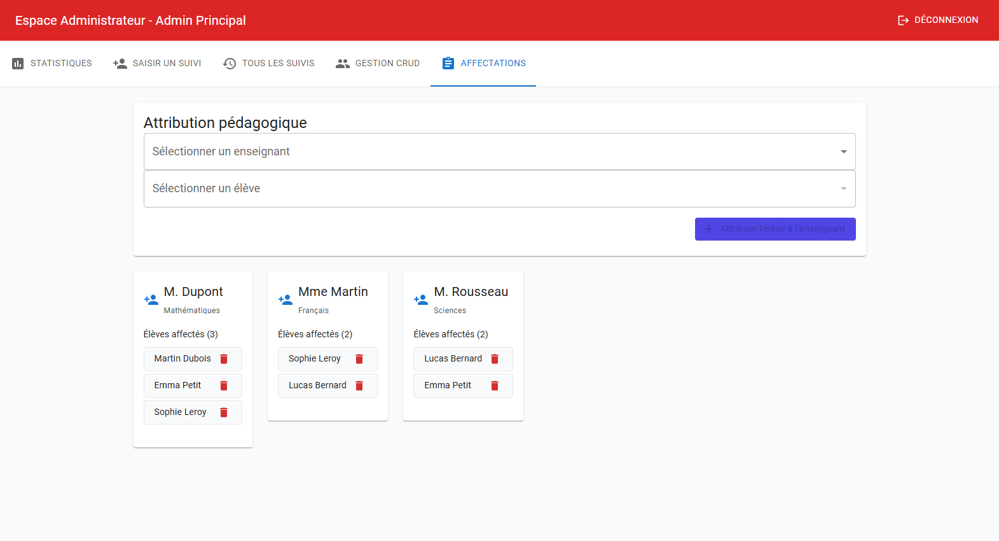 Espace Administrateur - Admin Principal
DÉCONNEXION
STATISTIQUES
SAISIR UN SUIVI
TOUS LES SUIVIS
GESTION CRUD
AFFECTATIONS
Attribution pédagogique
Sélectionner un enseignant
Sélectionner un élève
Attribuer l'élève à l'enseignant
M. Dupont
Mathématiques
Élèves affectés (3)
Martin Dubois
Emma Petit
Sophie Leroy
Mme Martin
Français
Élèves affectés (2)
Sophie Leroy
Lucas Bernard
M. Rousseau
Sciences
Élèves affectés (2)
Lucas Bernard
Emma Petit